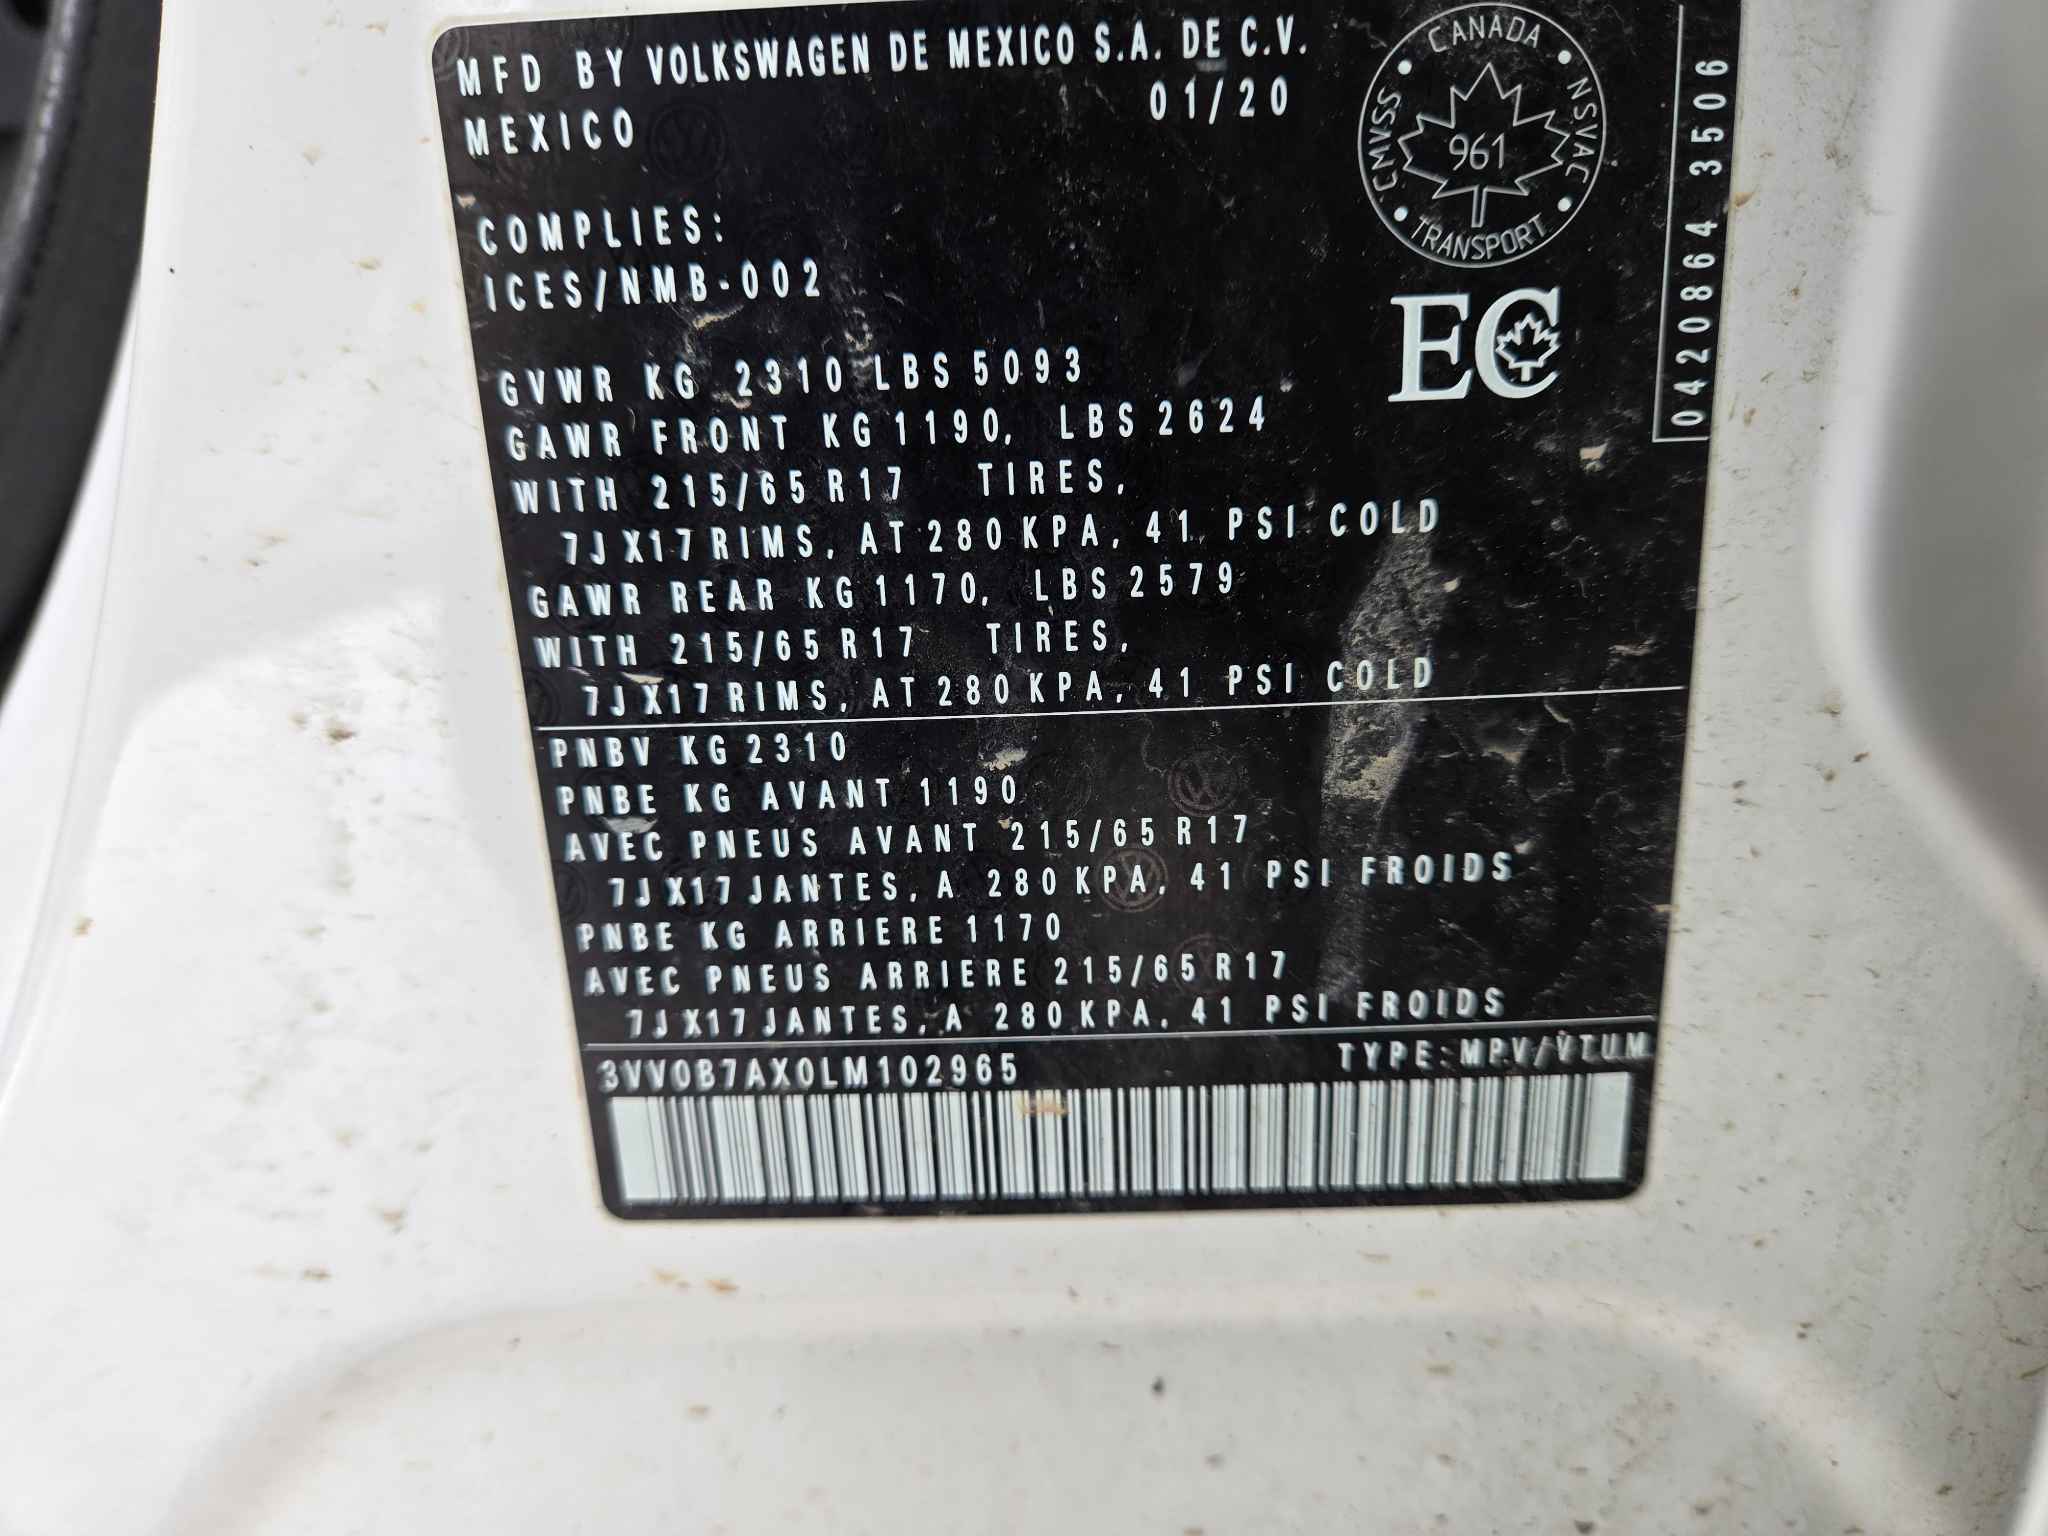 MFD BY VOLKSWAGEN DE MEXICO S.A. DE C.V.
MEXICO 01/20
CANADA
NSVAC
TRANSPORT
CMVSS
961
COMPLIES:
ICES/NMB-002
EC
0420864 3506
GVWR KG 2310 LBS 5093
GAWR FRONT KG 1190, LBS 2624
WITH 215/65 R17 TIRES,
7J X17 RIMS, AT 280 KPA, 41 PSI COLD
GAWR REAR KG 1170, LBS 2579
WITH 215/65 R17 TIRES,
7J X17 RIMS, AT 280 KPA, 41 PSI COLD
PNBV KG 2310
PNBE KG AVANT 1190
AVEC PNEUS AVANT 215/65 R17
7J X17 JANTES, A 280 KPA, 41 PSI FROIDS
PNBE KG ARRIERE 1170
AVEC PNEUS ARRIERE 215/65 R17
7J X17 JANTES, A 280 KPA, 41 PSI FROIDS
3VV0B7AX0LM102965 TYPE:MPV/VTUM